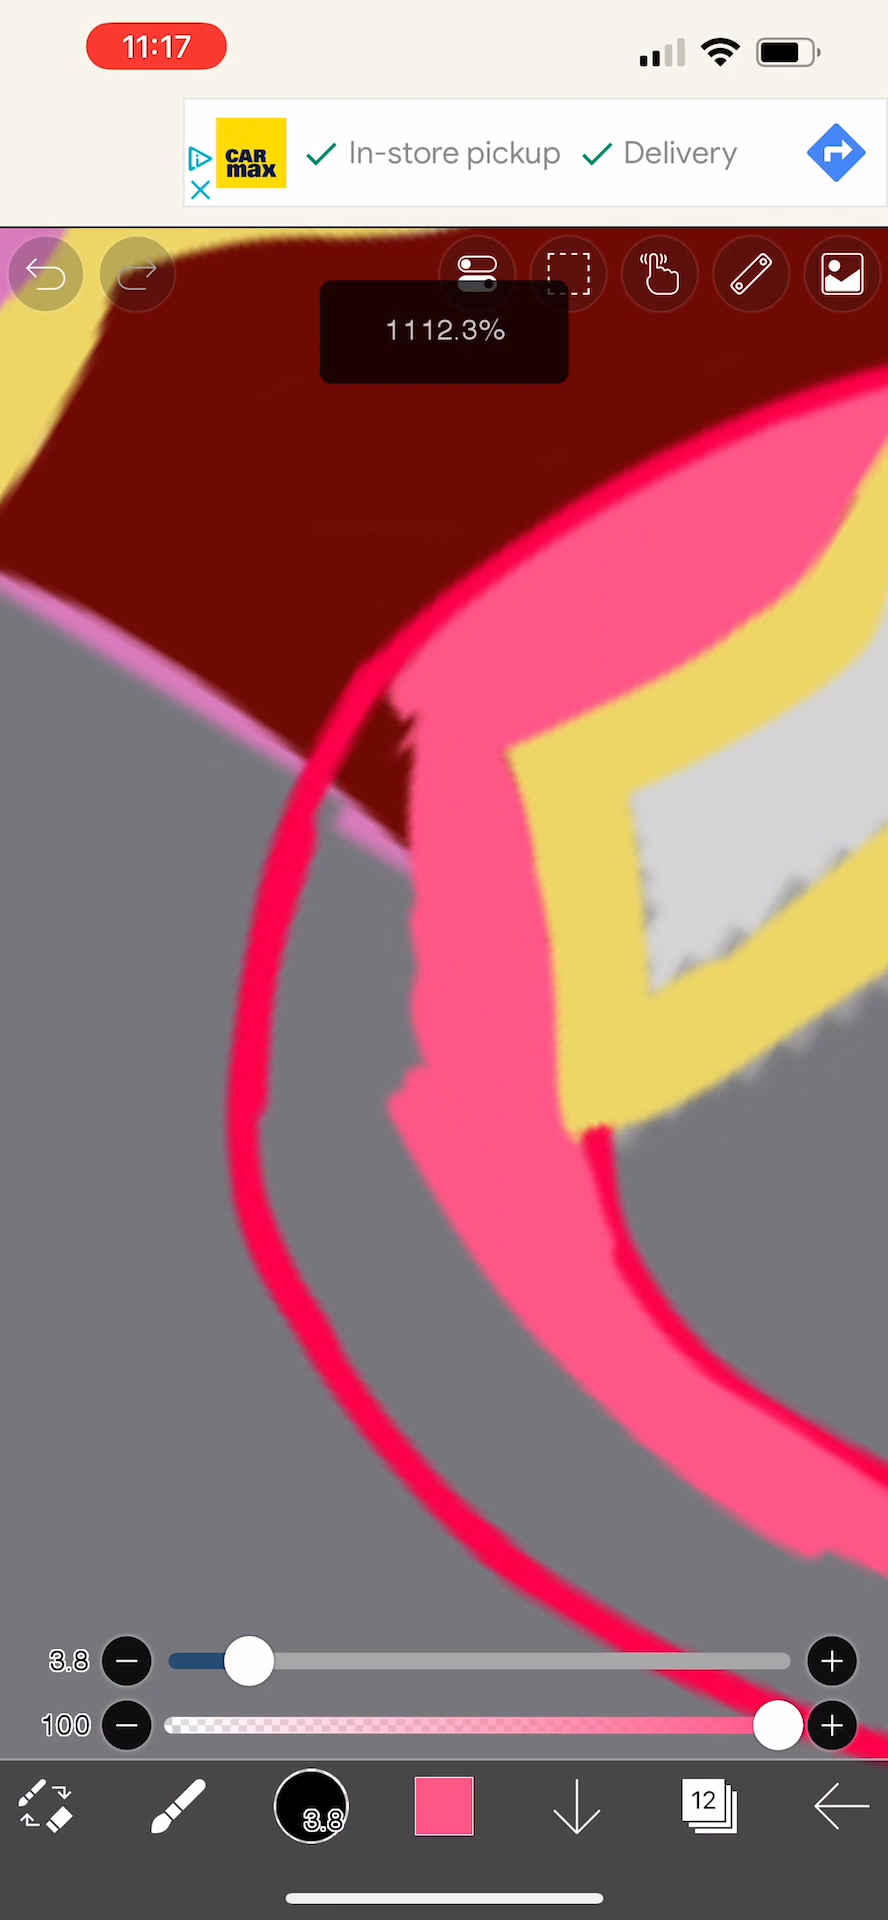 11:17
CAR
max
In-store pickup
Delivery
1112.3%
3.8
100
3.8
12